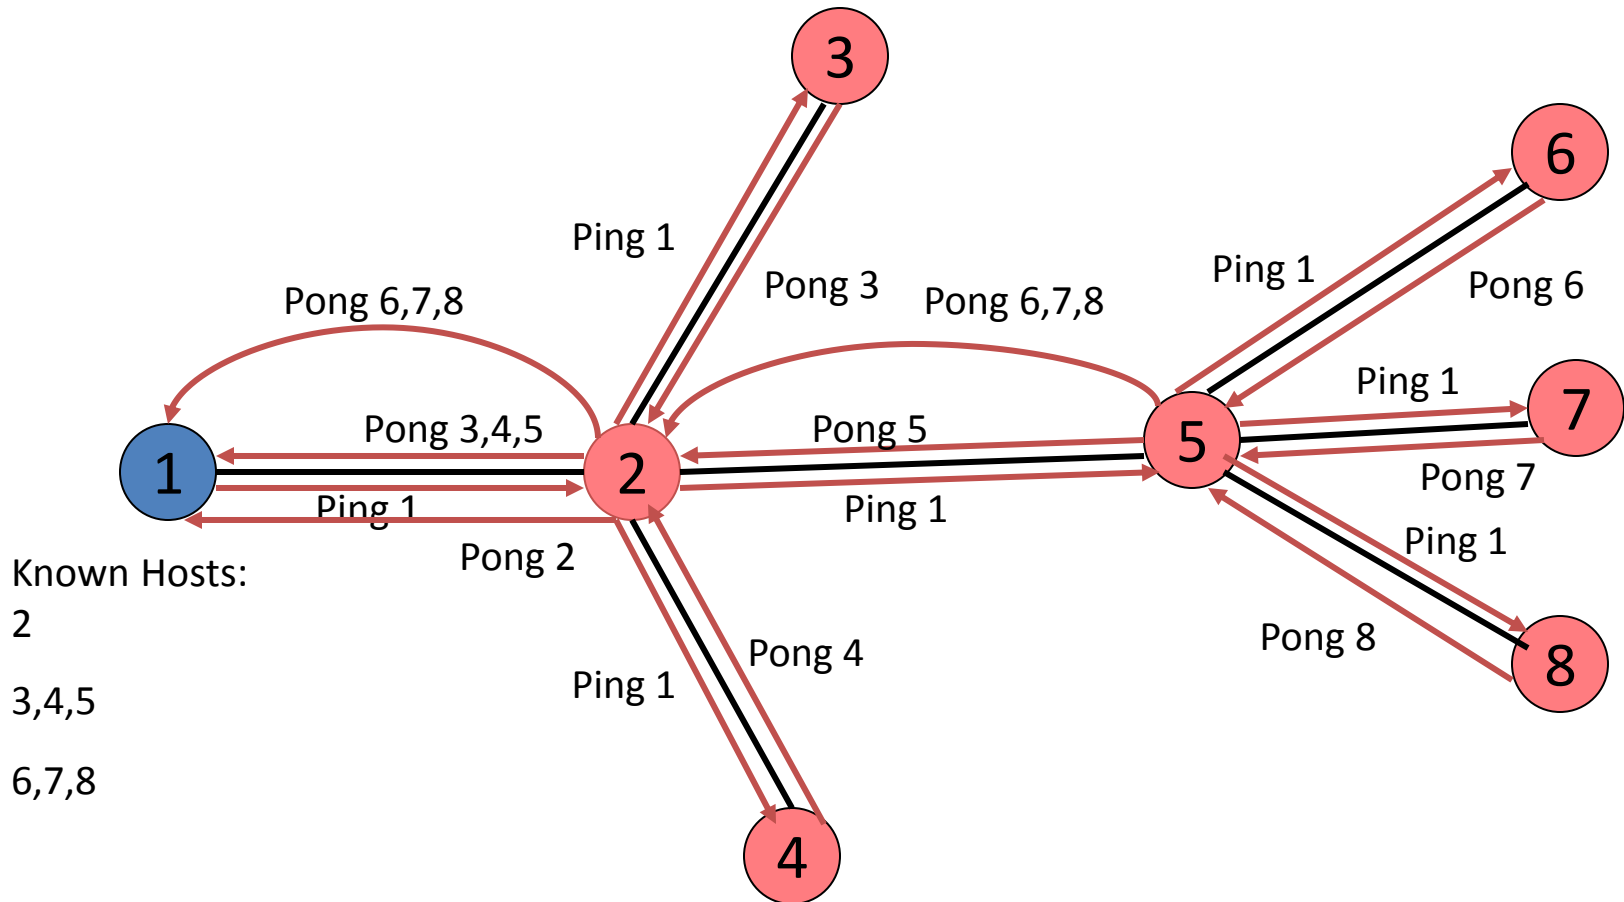 3
6
Ping 1
Ping 1
Pong 3
Pong 6
Pong 6,7,8
Pong 6,7,8
Ping 1
7
Pong 3,4,5
Pong 5
5
1
2
Pong 7
Ping 1
Ping 1
Ping 1
Pong 2
Known Hosts:
2
Pong 8
Pong 4
8
Ping 1
3,4,5
6,7,8
4